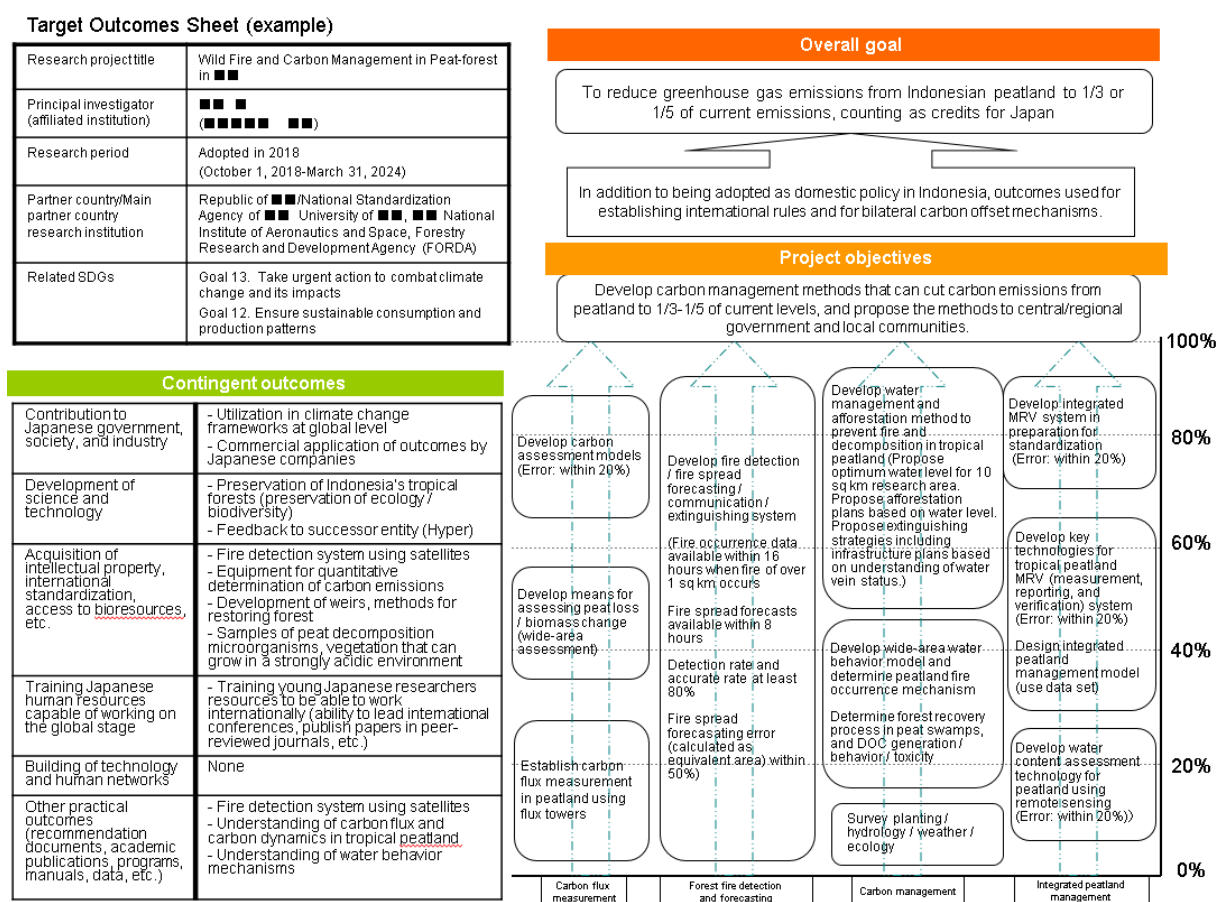 Target Outcomes Sheet (example)
Research project title
Wild Fire and Carbon Management in Peat-forest
in ■■
Principal investigator
(affiliated institution)
■■ ■
(■■■■■ ■■)
Research period
Adopted in 2018
(October 1, 2018-March 31, 2024)
Partner country/Main
partner country
research institution
Republic of ■■/National Standardization
Agency of ■■ University of ■■, ■■ National
Institute of Aeronautics and Space, Forestry
Research and Development Agency (FORDA)
Related SDGs
Goal 13. Take urgent action to combat climate
change and its impacts
Goal 12. Ensure sustainable consumption and
production patterns
Contingent outcomes
Contribution to
Japanese government,
society, and industry
- Utilization in climate change
frameworks at global level
- Commercial application of outcomes by
Japanese companies
Development of
science and
technology
- Preservation of Indonesia's tropical
forests (preservation of ecology /
biodiversity)
- Feedback to successor entity (Hyper)
Acquisition of
intellectual property,
international
standardization,
access to bioresources,
etc.
- Fire detection system using satellites
- Equipment for quantitative
determination of carbon emissions
- Development of weirs, methods for
restoring forest
- Samples of peat decomposition
microorganisms, vegetation that can
grow in a strongly acidic environment
Training Japanese
human resources
capable of working on
the global stage
- Training young Japanese researchers
resources to be able to work
internationally (ability to lead international
conferences, publish papers in peer-
reviewed journals, etc.)
Building of technology
and human networks
None
Other practical
outcomes
(recommendation
documents, academic
publications, programs,
manuals, data, etc.)
- Fire detection system using satellites
- Understanding of carbon flux and
carbon dynamics in tropical peatland
- Understanding of water behavior
mechanisms
Overall goal
To reduce greenhouse gas emissions from Indonesian peatland to 1/3 or
1/5 of current emissions, counting as credits for Japan
In addition to being adopted as domestic policy in Indonesia, outcomes used for
establishing international rules and for bilateral carbon offset mechanisms.
Project objectives
Develop carbon management methods that can cut carbon emissions from
peatland to 1/3-1/5 of current levels, and propose the methods to central/regional
government and local communities.
Develop carbon
assessment models
(Error: within 20%)
Develop means for
assessing peat loss
/ biomass change
(wide-area
assessment)
Establish carbon
flux measurement
in peatland using
flux towers
Carbon flux
measurement
Develop fire detection
/ fire spread
forecasting /
communication /
extinguishing system
(Fire occurrence data
available within 16
hours when fire of over
1 sq km occurs
Fire spread forecasts
available within 8
hours
Detection rate and
accurate rate at least
80%
Fire spread
forecasating error
(calculated as
equivalent area) within
50%)
Forest fire detection
and forecasting
Develop water
management and
afforestation method to
prevent fire and
decomposition in tropical
peatland (Propose
optimum water level for 10
sq km research area.
Propose afforestation
plans based on water level.
Propose extinguishing
strategies including
infrastructure plans based
on understanding of water
vein status.)
Develop wide-area water
behavior model and
determine peatland fire
occurrence mechanism
Determine forest recovery
process in peat swamps,
and DOC generation /
behavior / toxicity
Survey planting /
hydrology / weather /
ecology
Carbon management
Develop integrated
MRV system in
preparation for
standardization
(Error: within 20%)
Develop key
technologies for
tropical peatland
MRV (measurement,
reporting, and
verification) system
(Error: within 20%)
Design integrated
peatland
management model
(use data set)
Develop water
content assessment
technology for
peatland using
remote sensing
(Error: within 20%))
Integrated peatland
management
100%
80%
60%
40%
20%
0%